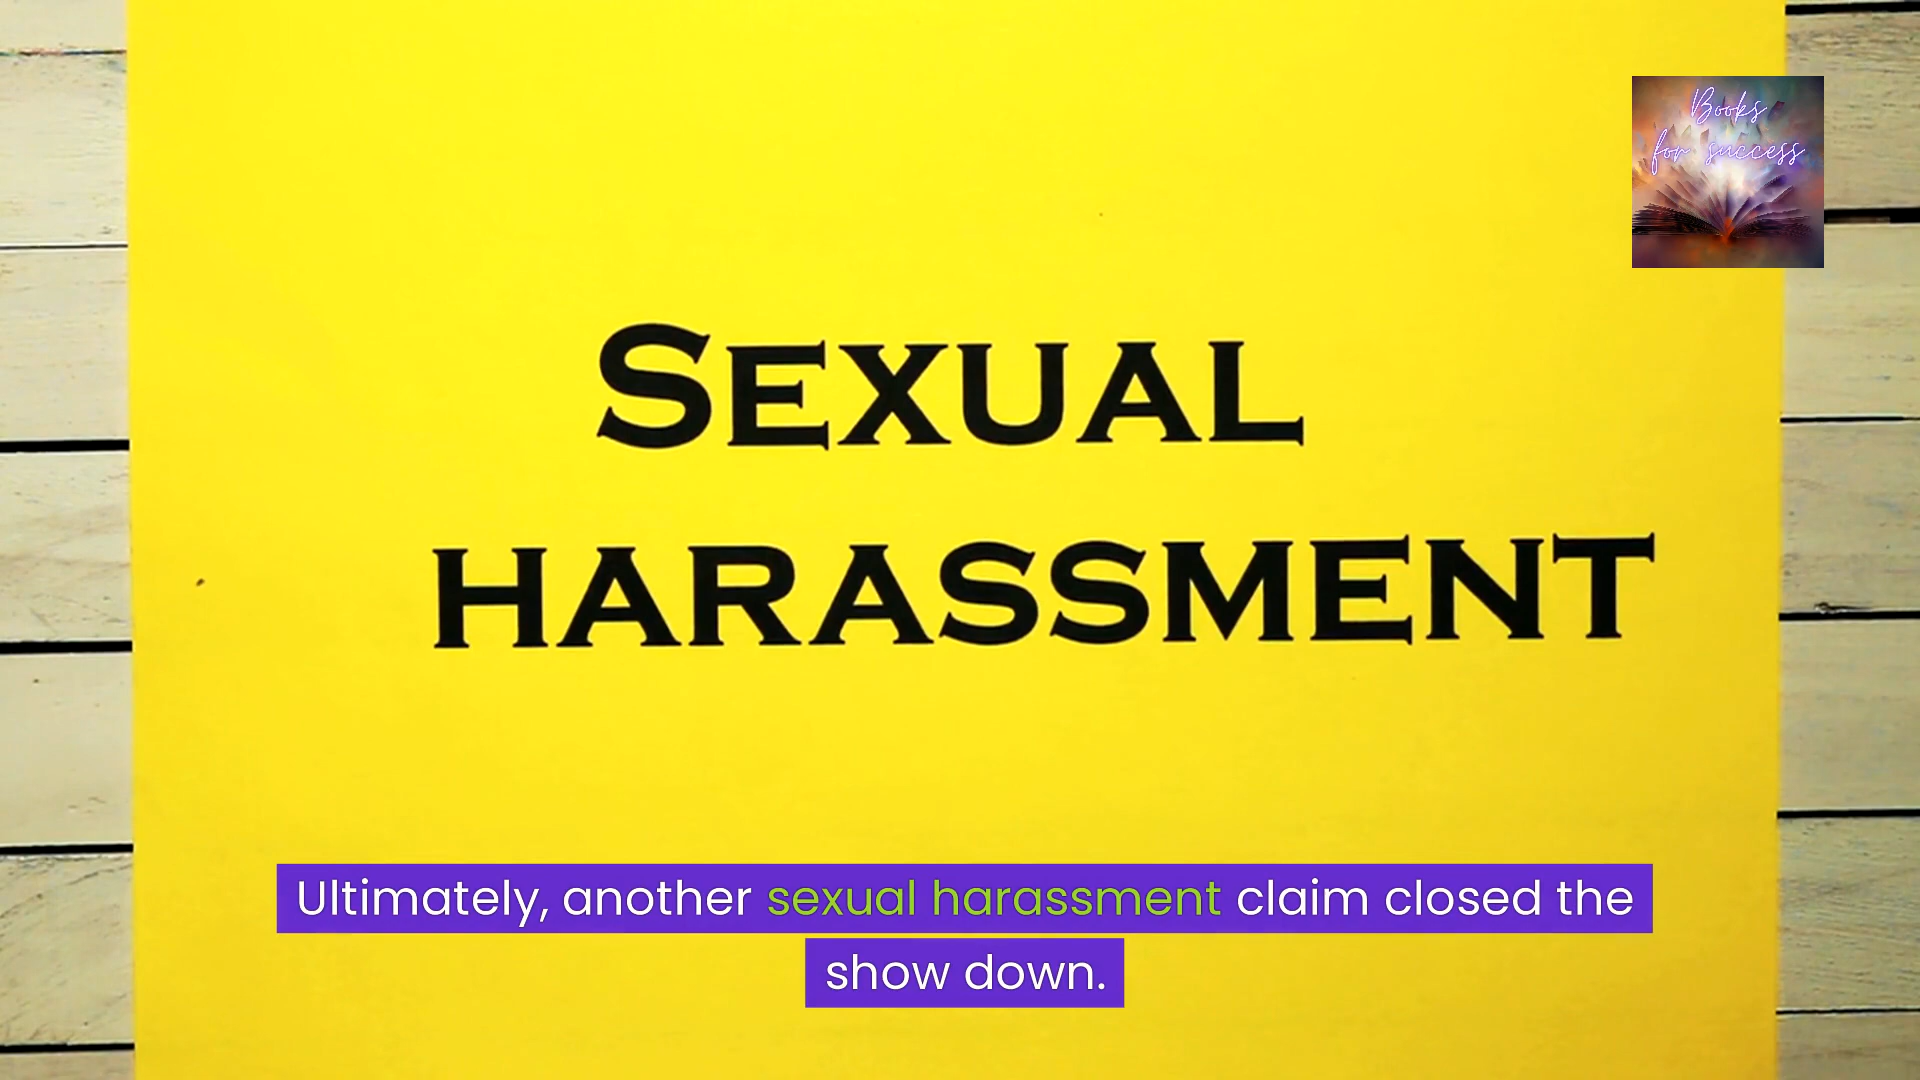 Books
for success
SEXUAL
HARASSMENT
Ultimately, another sexual harassment claim closed the
show down.